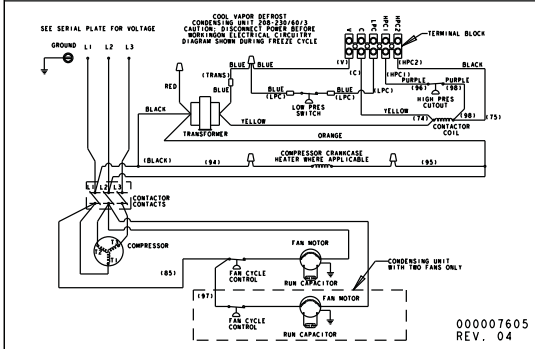 COOL VAPOR DEFROST
CONDENSING UNIT 208-230/60/3
CAUTION: DISCONNECT POWER BEFORE
WORKINGON ELECTRICAL CIRCUITRY
DIAGRAM SHOWN DURING FREEZE CYCLE
SEE SERIAL PLATE FOR VOLTAGE
GROUND L1 L2 L3
V C LPC HPC1 HPC2
TERMINAL BLOCK
(V) (C) (HPC1) (HPC2)
RED
(TRANS)
BLUE BLUE
BLUE
BLUE
(LPC)
BLUE
(LPC)
(LPC)
LOW PRES
SWITCH
PURPLE PURPLE
(96) (98)
HIGH PRES
CUTOUT
BLACK
BLACK
TRANSFORMER
YELLOW
YELLOW
(74) (98) (75)
CONTACTOR
COIL
ORANGE
(BLACK) (94)
COMPRESSOR CRANKCASE
HEATER WHERE APPLICABLE
(95)
L1 L2 L3
CONTACTOR
CONTACTS
COMPRESSOR
T1
(85)
FAN MOTOR
FAN CYCLE
CONTROL
RUN CAPACITOR
CONDENSING UNIT
WITH TWO FANS ONLY
(97)
FAN MOTOR
FAN CYCLE
CONTROL
RUN CAPACITOR
000007605
REV. 04